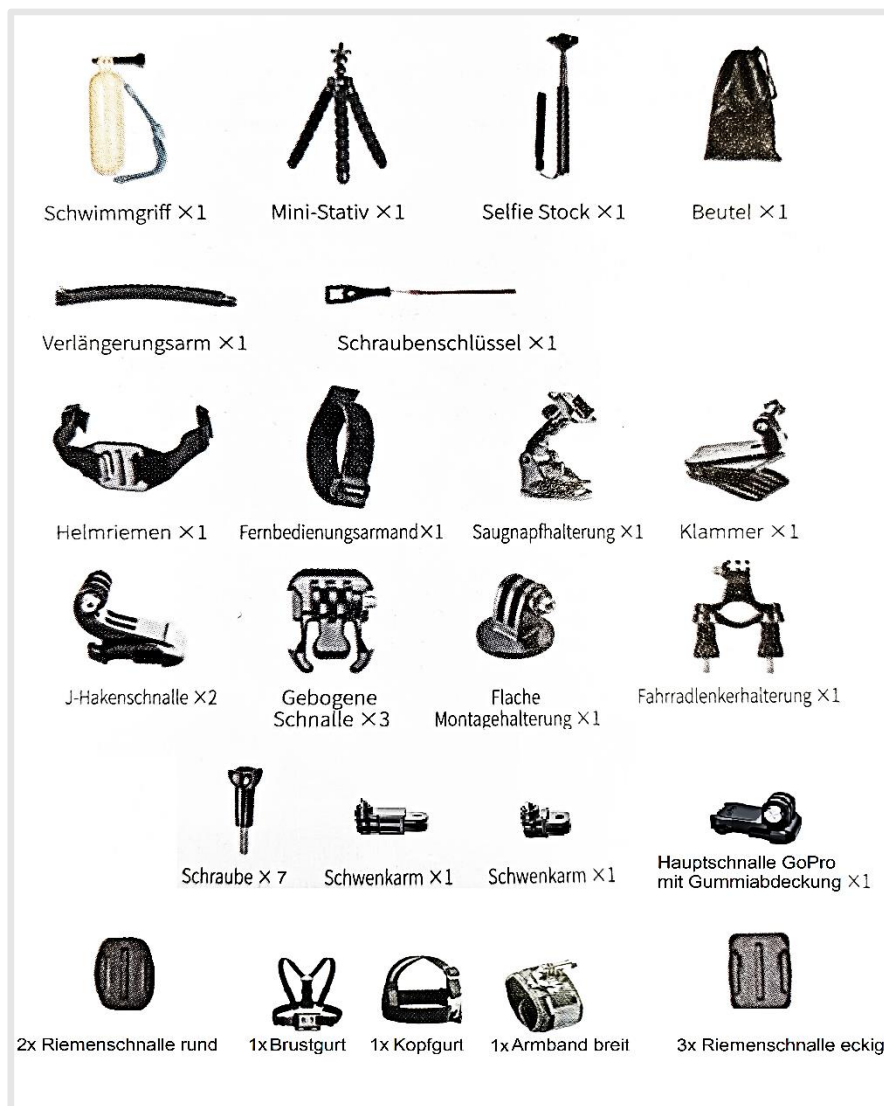 Schwimmgriff ×1
Mini-Stativ ×1
Selfie Stock ×1
Beutel ×1
Verlängerungsarm ×1
Schraubenschlüssel ×1
Helmriemen ×1
Fernbedienungsarmand×1
Saugnapfhalterung ×1
Klammer ×1
J-Hakenschnalle ×2
Gebogene
Schnalle ×3
Flache
Montagehalterung ×1
Fahrradlenkerhalterung ×1
Schraube × 7
Schwenkarm ×1
Schwenkarm ×1
Hauptschnalle GoPro
mit Gummiabdeckung ×1
2x Riemenschnalle rund
1x Brustgurt
1x Kopfgurt
1x Armband breit
3x Riemenschnalle eckig